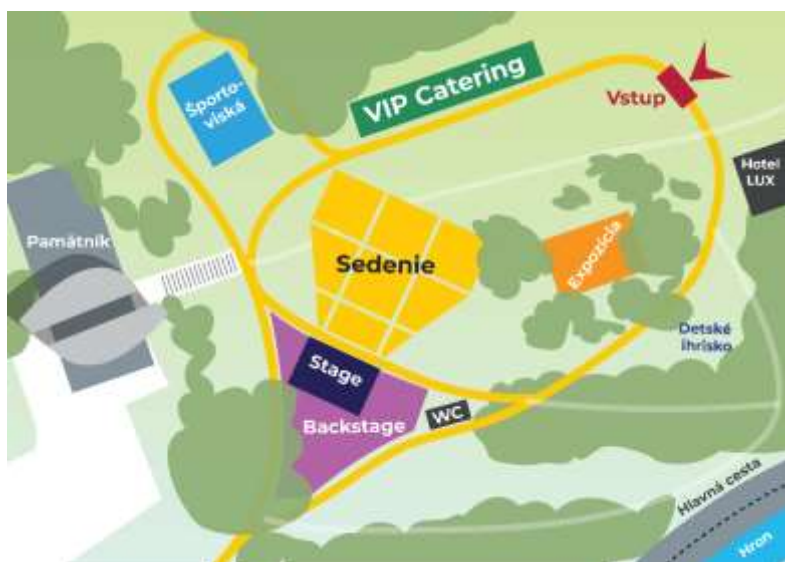 Športo-
viská
VIP Catering
Vstup
Hotel
LUX
Pamätník
Sedenie
Expozícia
Detské
ihrisko
Stage
WC
Backstage
Hlavná cesta
Hron